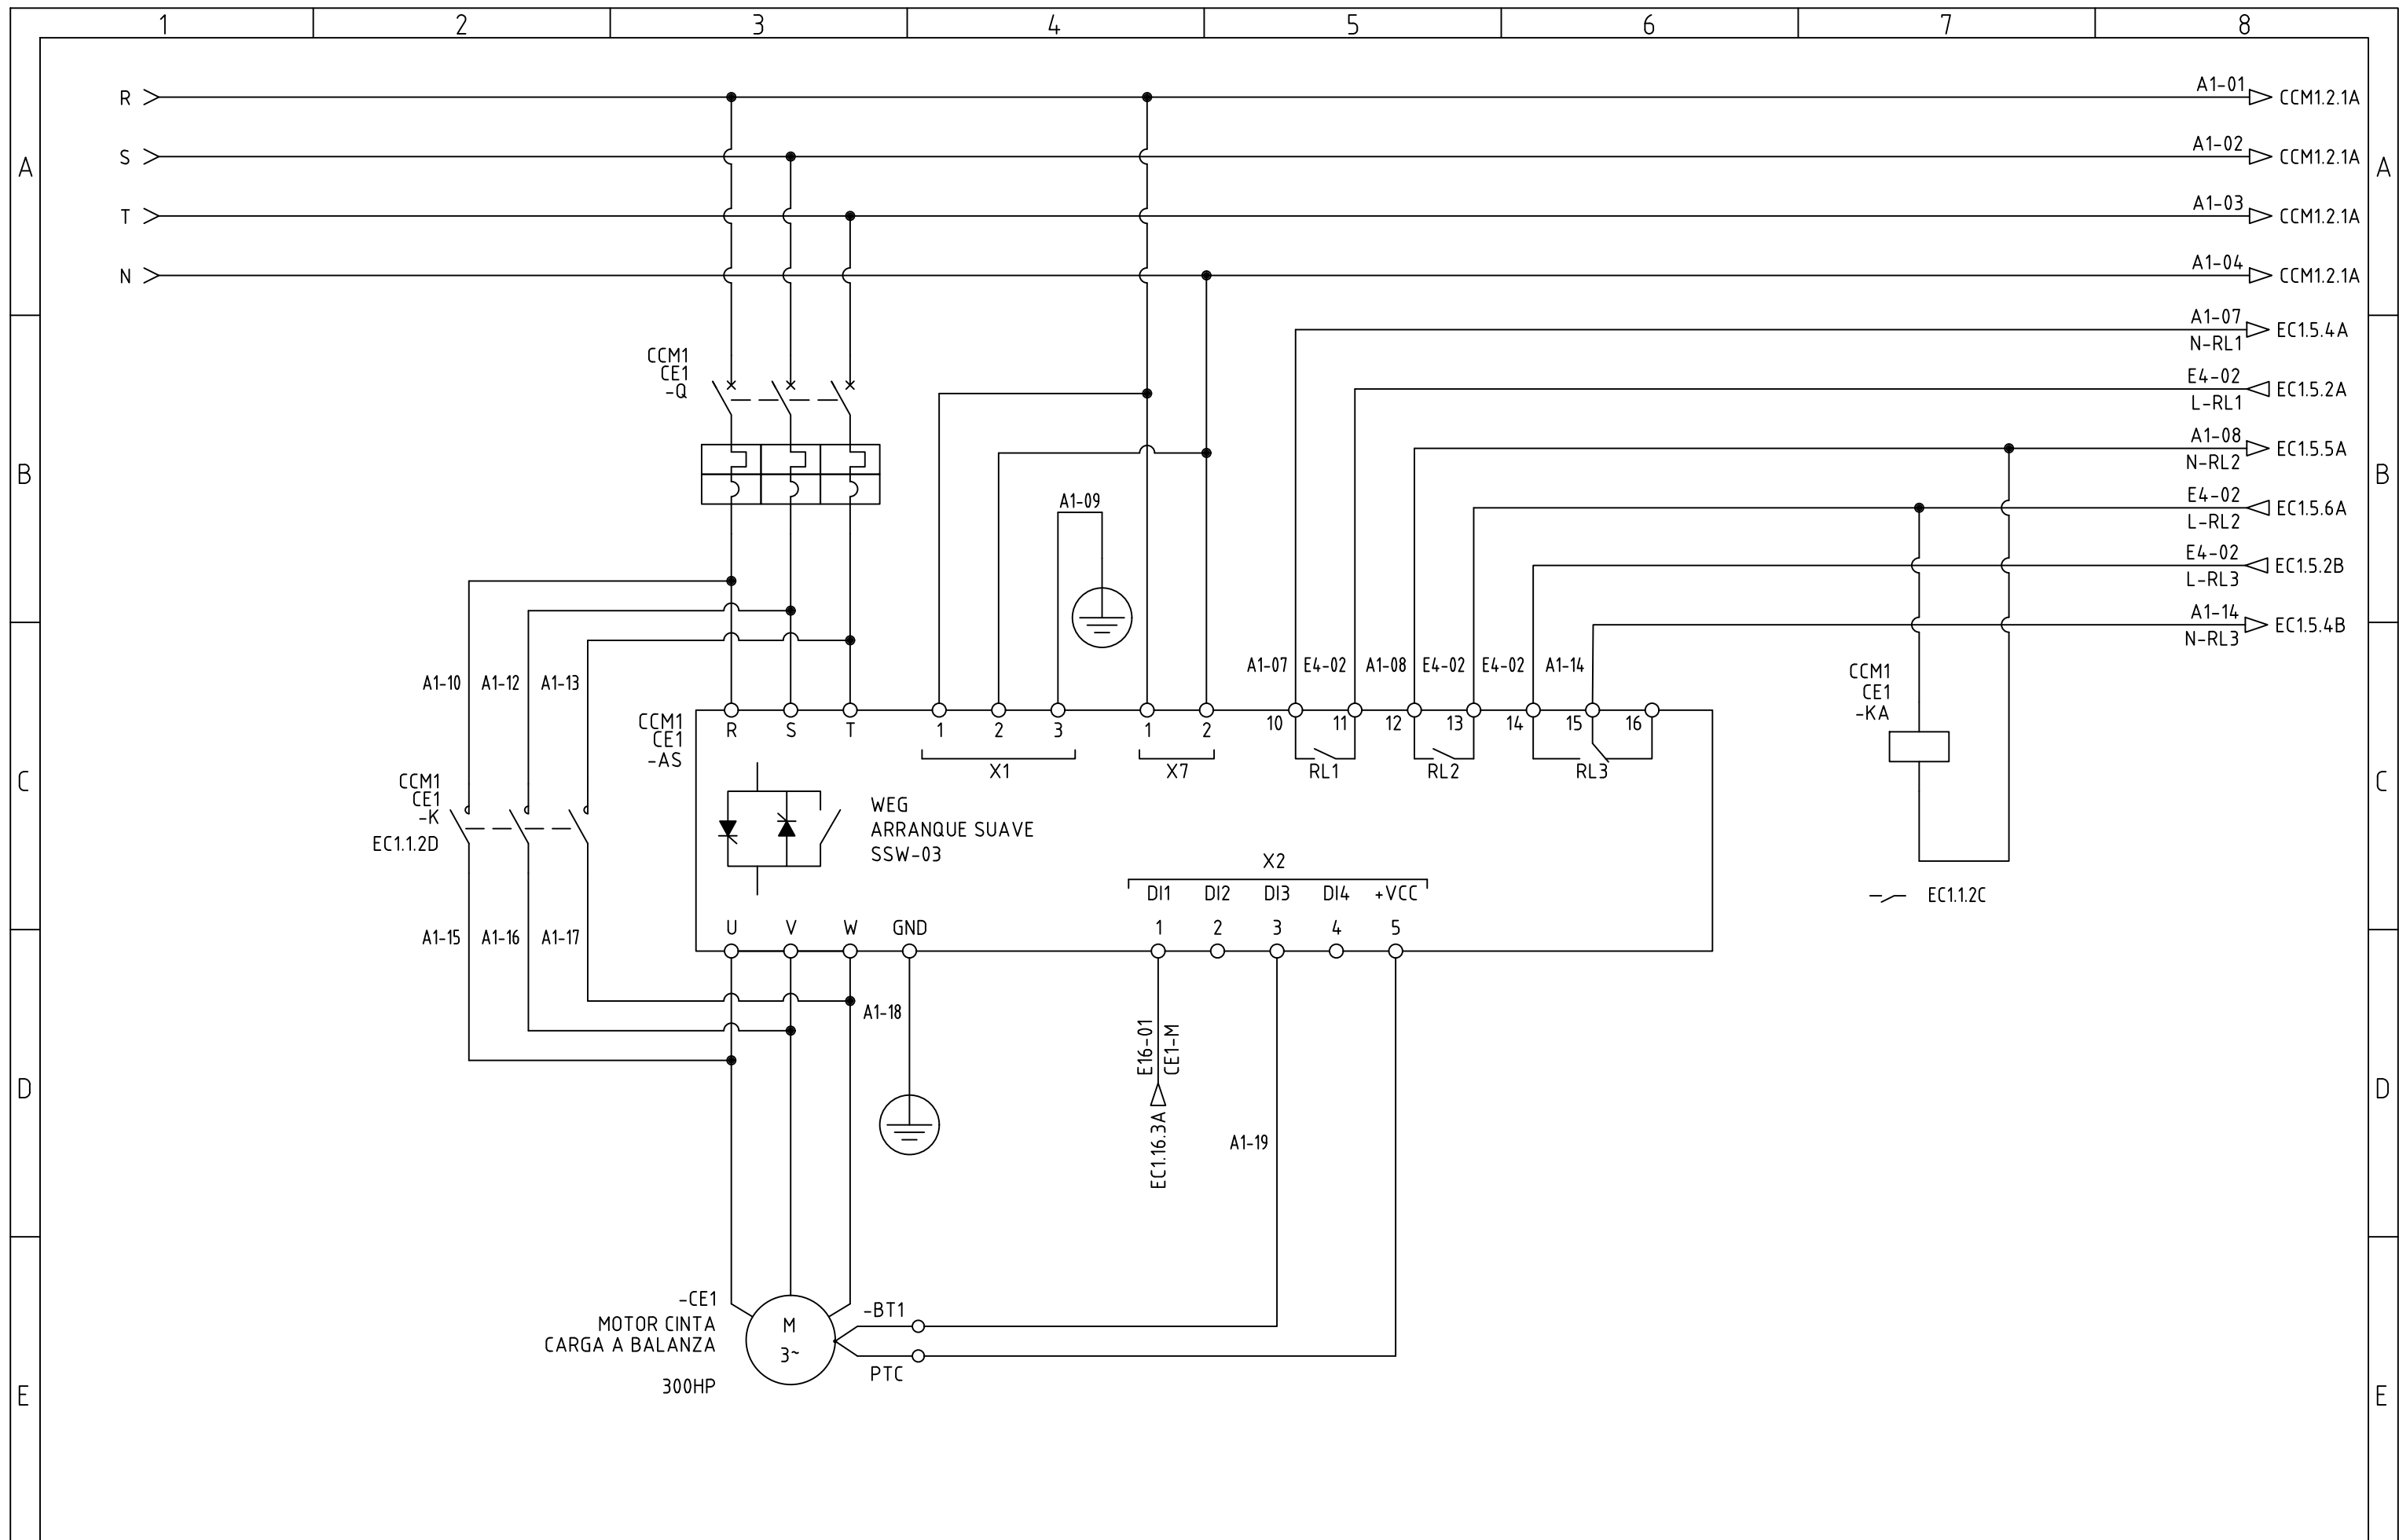 1 2 3 4 5 6 7 8
R A1-01 CCM1.2.1A
S A1-02 CCM1.2.1A
A A
T A1-03 CCM1.2.1A
N A1-04 CCM1.2.1A
A1-07 EC1.5.4A
N-RL1
CCM1
CE1
-Q
E4-02 EC1.5.2A
L-RL1
A1-08 EC1.5.5A
N-RL2
B B
A1-09
E4-02 EC1.5.6A
L-RL2
E4-02 EC1.5.2B
L-RL3
A1-14 EC1.5.4B
N-RL3
A1-07 E4-02 A1-08 E4-02 E4-02 A1-14
A1-10 A1-12 A1-13
CCM1
CE1
-KA
CCM1
CE1
-AS
R S T 1 2 3 1 2 10 11 12 13 14 15 16
X1 X7 RL1 RL2 RL3
C C
CCM1
CE1
-K
EC1.1.2D
WEG
ARRANQUE SUAVE
SSW-03
X2
DI1 DI2 DI3 DI4 +VCC
EC1.1.2C
U V W GND 1 2 3 4 5
A1-15 A1-16 A1-17
A1-18
E16-01
CE1-M
EC1.16.3A
D D
A1-19
-CE1
MOTOR CINTA
CARGA A BALANZA
300HP
M
3~
-BT1
PTC
E E